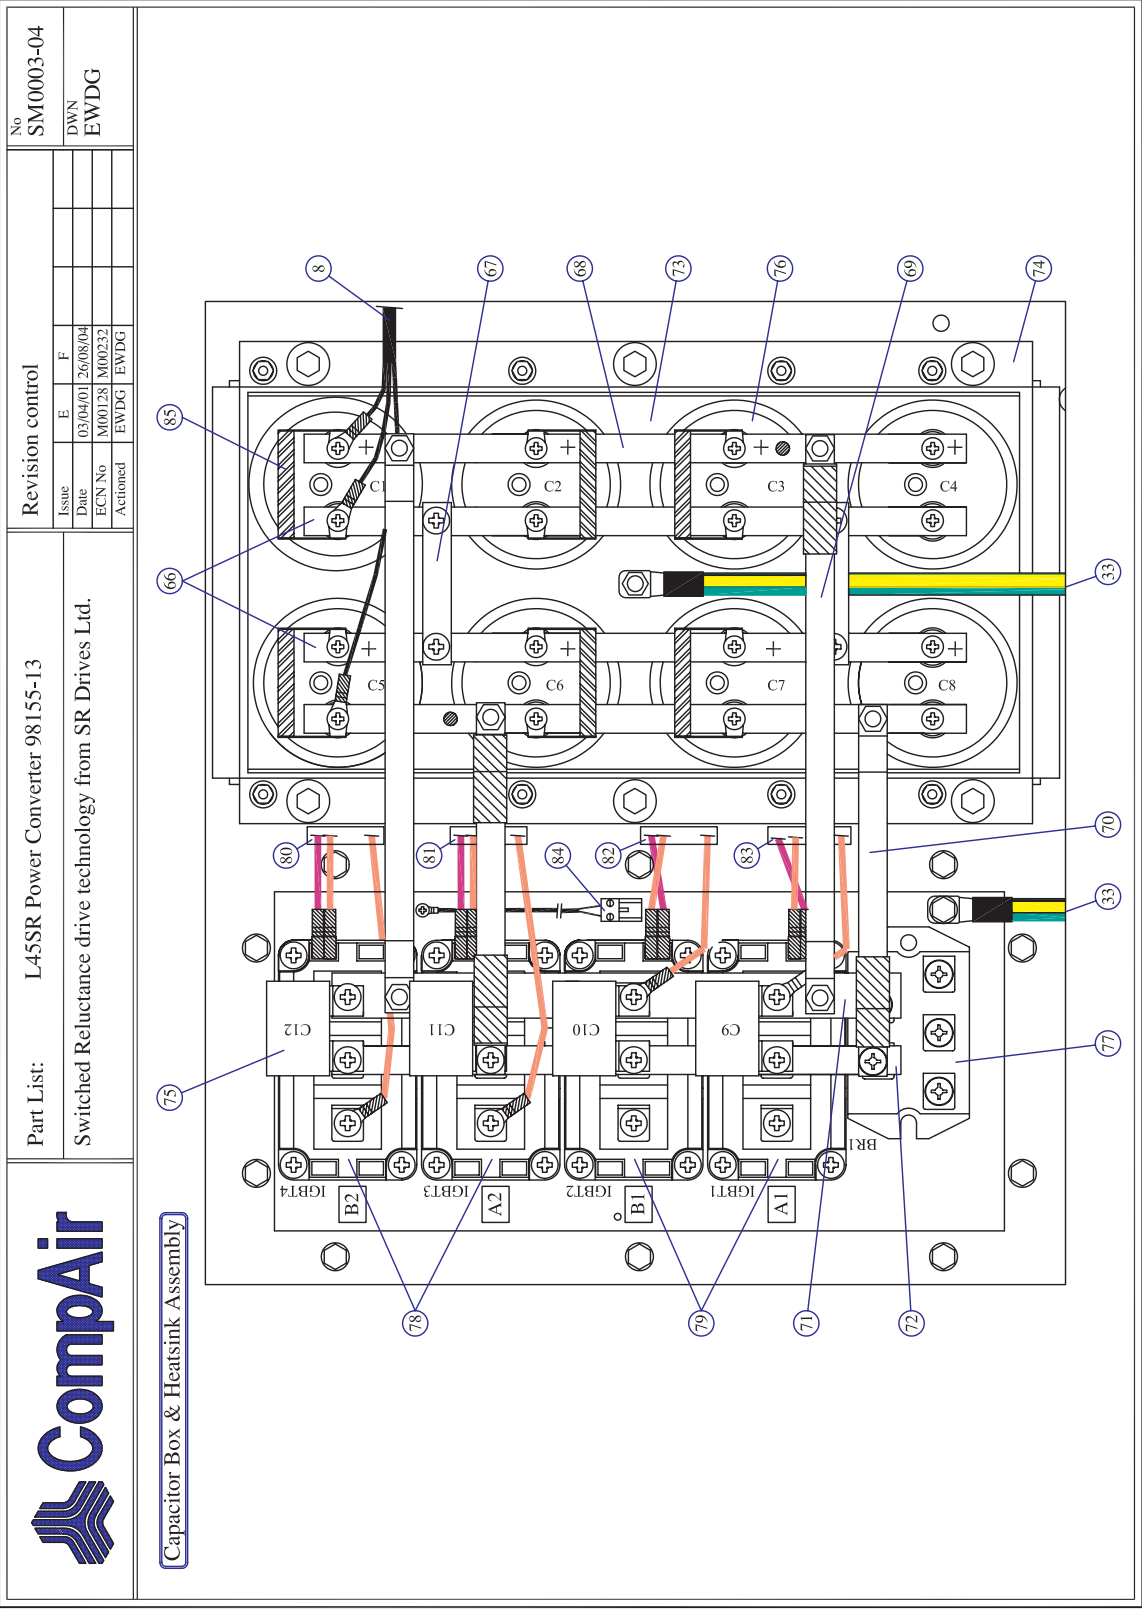 CompAir
Part List: L45SR Power Converter 98155-13
Switched Reluctance drive technology from SR Drives Ltd.
Revision control
Issue E F
Date 03/04/01 26/08/04
ECN No M00128 M00232
Actioned EWDG EWDG
No
SM0003-04
DWN
EWDG
Capacitor Box & Heatsink Assembly
75
80
66
85
8
67
81
84
82
68
73
83
76
69
74
33
70
33
77
72
71
79
78
C1
C2
C3
C4
C5
C6
C7
C8
C12
C11
C10
C9
IGBT4
IGBT3
IGBT2
IGBT1
BR1
B2
A2
B1
A1